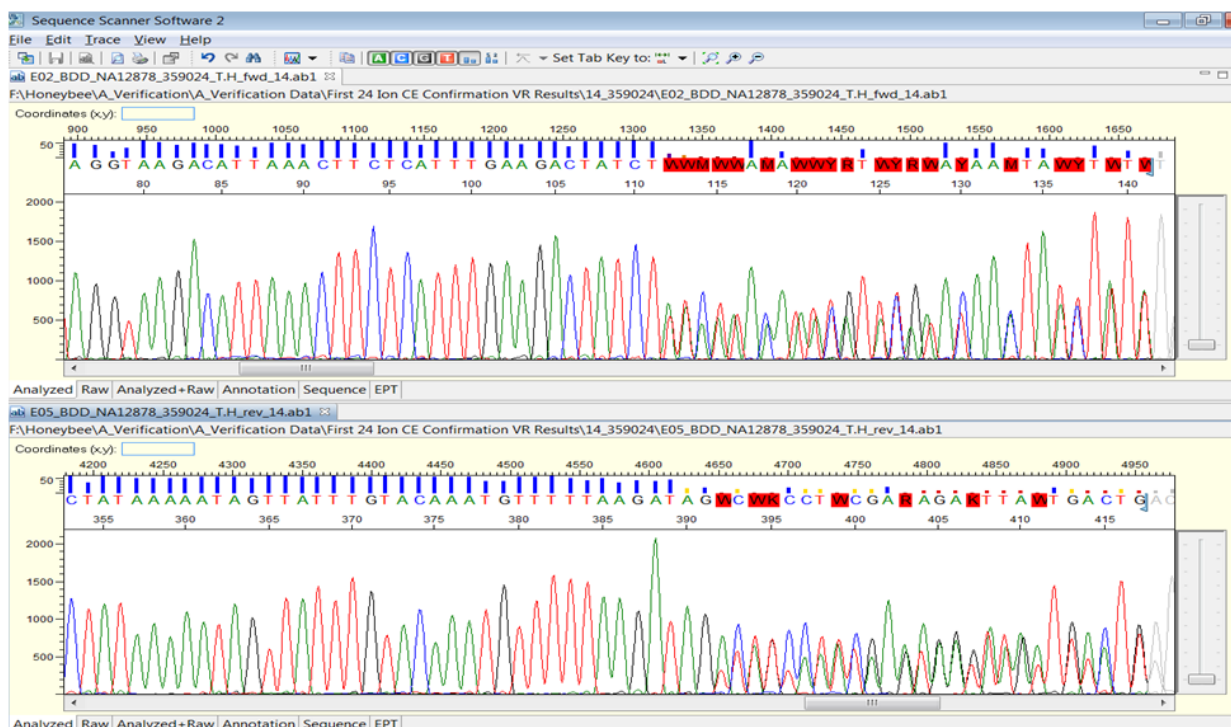 Sequence Scanner Software 2
File Edit Trace View Help
A C G T Set Tab Key to:
E02_BDD_NA12878_359024_T.H_fwd_14.ab1
F:\Honeybee\A_Verification\A_Verification Data\First 24 Ion CE Confirmation VR Results\14_359024\E02_BDD_NA12878_359024_T.H_fwd_14.ab1
Coordinates (x,y):
900 950 1000 1050 1100 1150 1200 1250 1300 1350 1400 1450 1500 1550 1600 1650
50
A G G T A A G A C A T T A A A C T T C T C A T T T G A A G A C T A T C T W W M W W A M A W W Y R T W Y R W A Y A A M T A W Y T W T M T
80 85 90 95 100 105 110 115 120 125 130 135 140
2000
1500
1000
500
Analyzed Raw Analyzed+Raw Annotation Sequence EPT
E05_BDD_NA12878_359024_T.H_rev_14.ab1
F:\Honeybee\A_Verification\A_Verification Data\First 24 Ion CE Confirmation VR Results\14_359024\E05_BDD_NA12878_359024_T.H_rev_14.ab1
Coordinates (x,y):
4200 4250 4300 4350 4400 4450 4500 4550 4600 4650 4700 4750 4800 4850 4900 4950
50
C T A T A A A A A T A G T T A T T T G T A C A A A T G T T T T T A A G A T A G W C W K C C T W C G A R A G A K T T A W T G A C T G A C
355 360 365 370 375 380 385 390 395 400 405 410 415
2000
1500
1000
500
Analyzed Raw Analyzed+Raw Annotation Sequence EPT